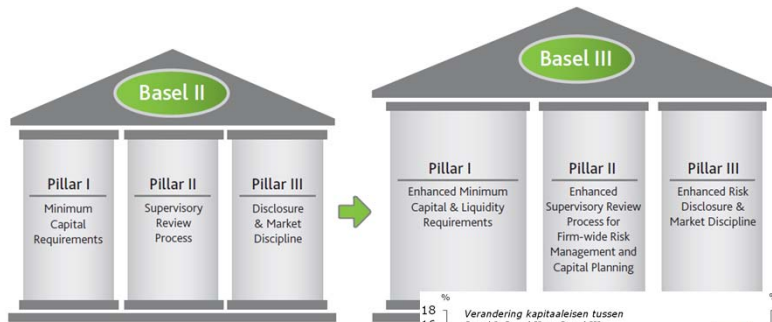 Basel II
Pillar I
Minimum
Capital
Requirements
Pillar II
Supervisory
Review
Process
Pillar III
Disclosure
& Market
Discipline
Basel III
Pillar I
Enhanced Minimum
Capital & Liquidity
Requirements
Pillar II
Enhanced
Supervisory Review
Process for
Firm-wide Risk
Management and
Capital Planning
Pillar III
Enhanced Risk
Disclosure &
Market Discipline
%
%
18
Verandering kapitaaleisen tussen